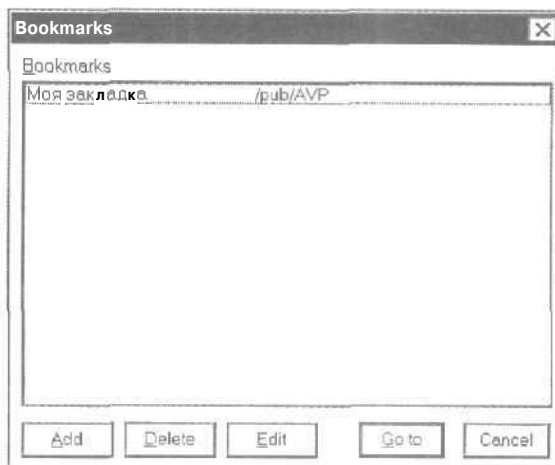 Bookmarks
Bookmarks
Моя закладка /pub/AVP
Add Delete Edit Go to Cancel